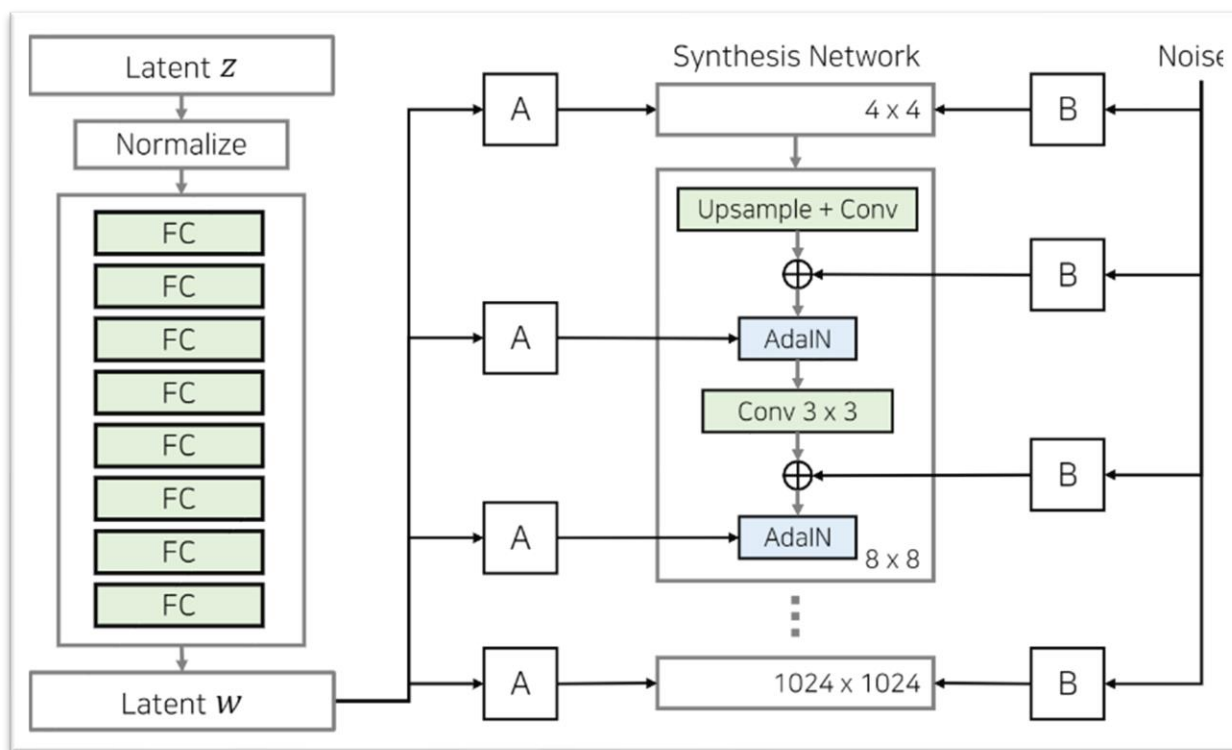 Latent z
Normalize
FC
FC
FC
FC
FC
FC
FC
FC
Latent w
A
A
A
A
Synthesis Network
4 x 4
Upsample + Conv
AdaIN
Conv 3 x 3
AdaIN
8 x 8
1024 x 1024
Noise
B
B
B
B